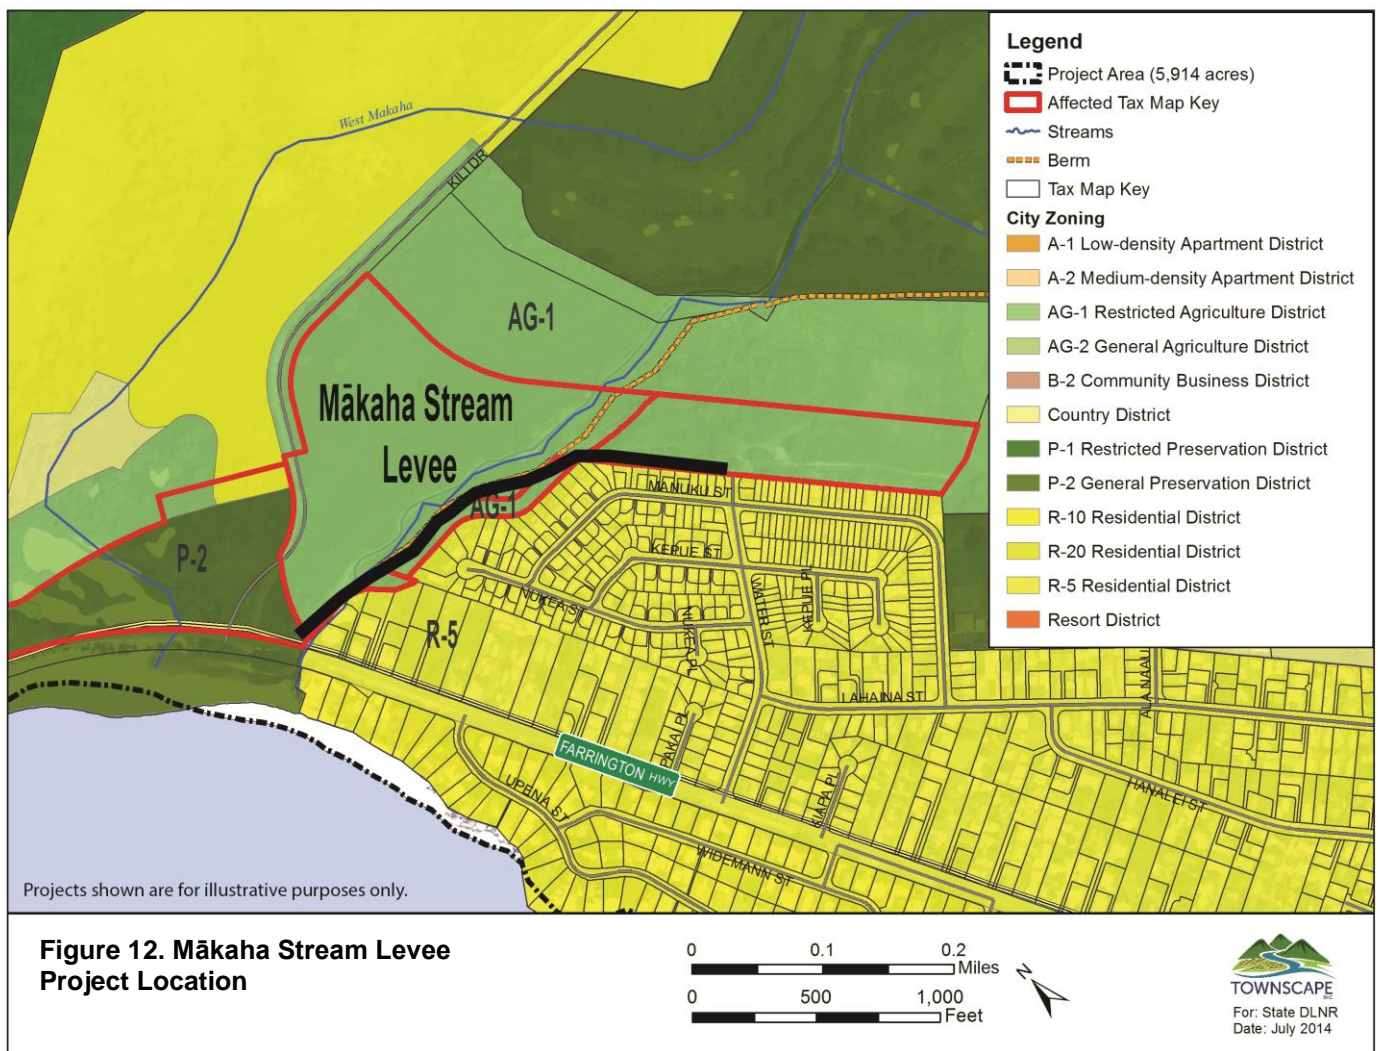 Legend
Project Area (5,914 acres)
Affected Tax Map Key
Streams
Berm
Tax Map Key
City Zoning
A-1 Low-density Apartment District
A-2 Medium-density Apartment District
AG-1 Restricted Agriculture District
AG-2 General Agriculture District
B-2 Community Business District
Country District
P-1 Restricted Preservation District
P-2 General Preservation District
R-10 Residential District
R-20 Residential District
R-5 Residential District
Resort District
West Makaha
KILI DR
AG-1
Mākaha Stream
Levee
AG-1
P-2
R-5
MANUKU ST
KEPUE ST
NUKEA ST
NUKEA PL
WATER ST
KEPUE PL
LAHAINA ST
ALA NAAU
PAKAI PL
FARRINGTON HWY
KIAPA PL
HANALEI ST
UPENA ST
WIDEMANN ST
Projects shown are for illustrative purposes only.
Figure 12. Mākaha Stream Levee
Project Location
0 0.1 0.2
Miles
0 500 1,000
Feet
N
TOWNSCAPE
For: State DLNR
Date: July 2014